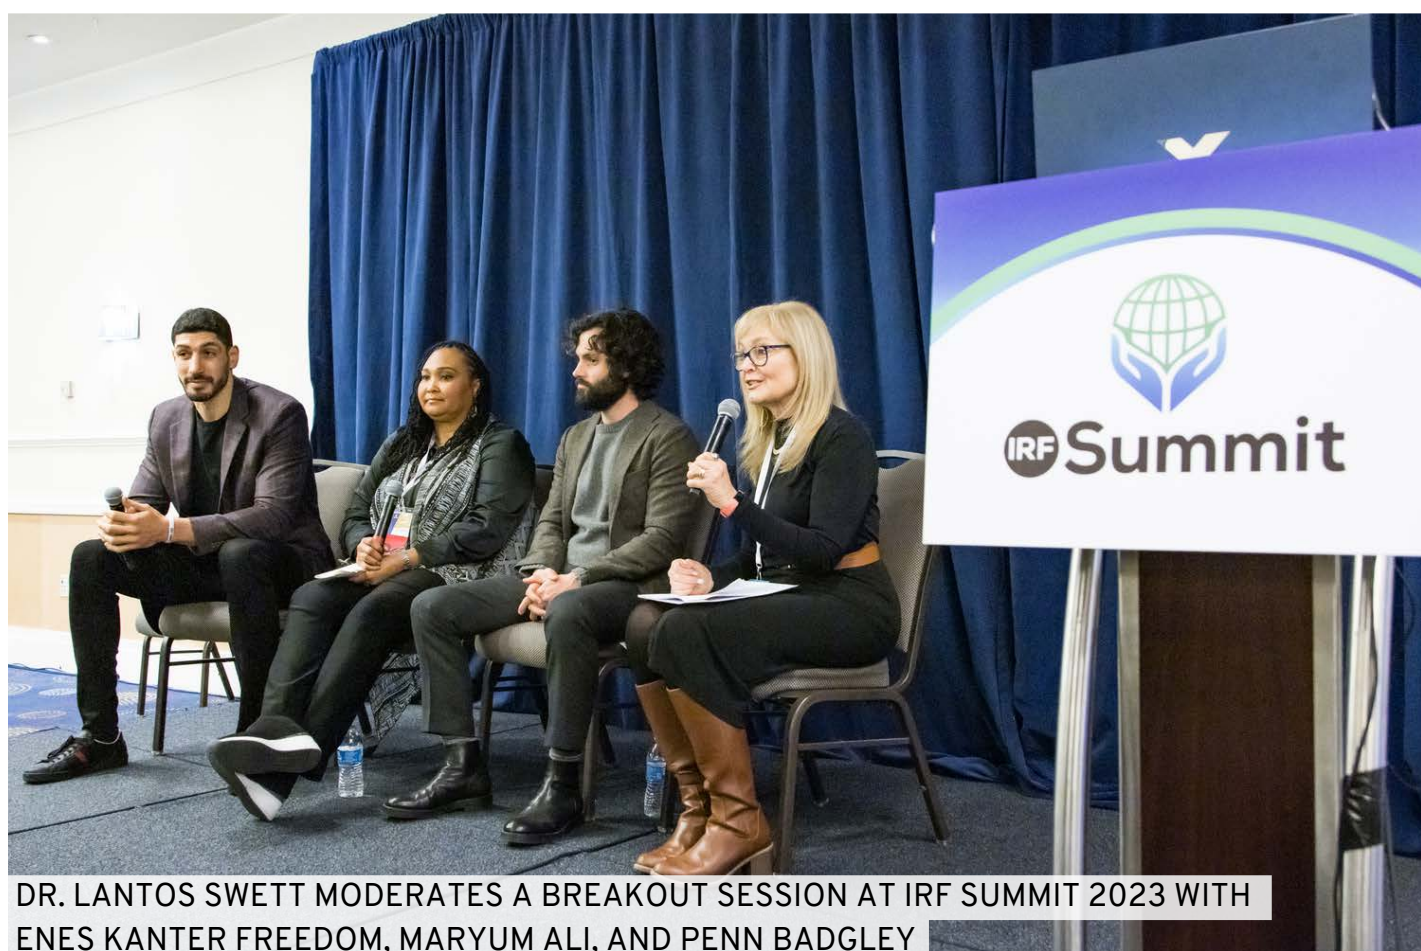 IRF Summit
DR. LANTOS SWETT MODERATES A BREAKOUT SESSION AT IRF SUMMIT 2023 WITH
ENES KANTER FREEDOM, MARYUM ALI, AND PENN BADGLEY